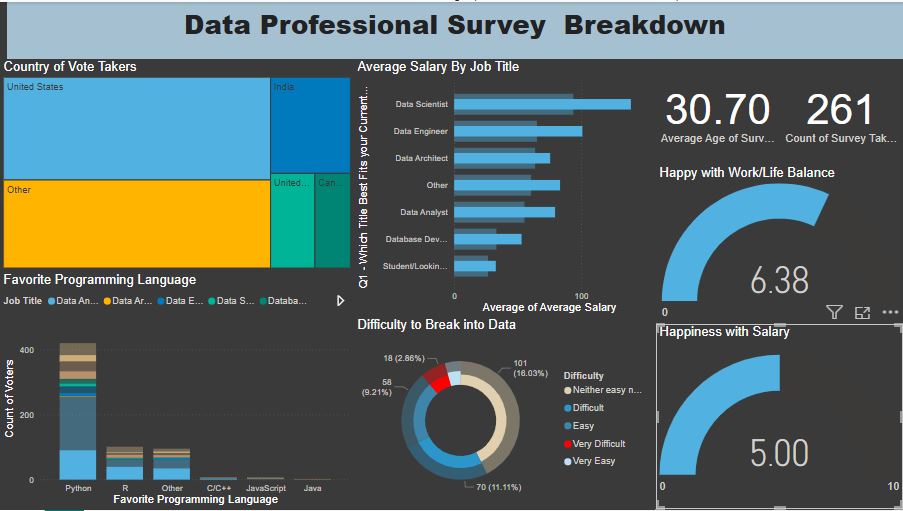 Data Professional Survey Breakdown
Country of Vote Takers
United States
India
Other
United...
Can...
Average Salary By Job Title
Q1 - Which Title Best Fits your Current...
Data Scientist
Data Engineer
Data Architect
Other
Data Analyst
Database Dev...
Student/Lookin...
0
100
Average of Average Salary
30.70
Average Age of Surv...
261
Count of Survey Tak...
Happy with Work/Life Balance
6.38
0
Favorite Programming Language
Job Title
Data An...
Data Ar...
Data E...
Data S...
Databa...
Count of Voters
400
200
0
Python
R
Other
C/C++
JavaScript
Java
Favorite Programming Language
Difficulty to Break into Data
18 (2.86%)
101
(16.03%)
58
(9.21%)
70 (11.11%)
Difficulty
Neither easy n...
Difficult
Easy
Very Difficult
Very Easy
Happiness with Salary
5.00
0
10